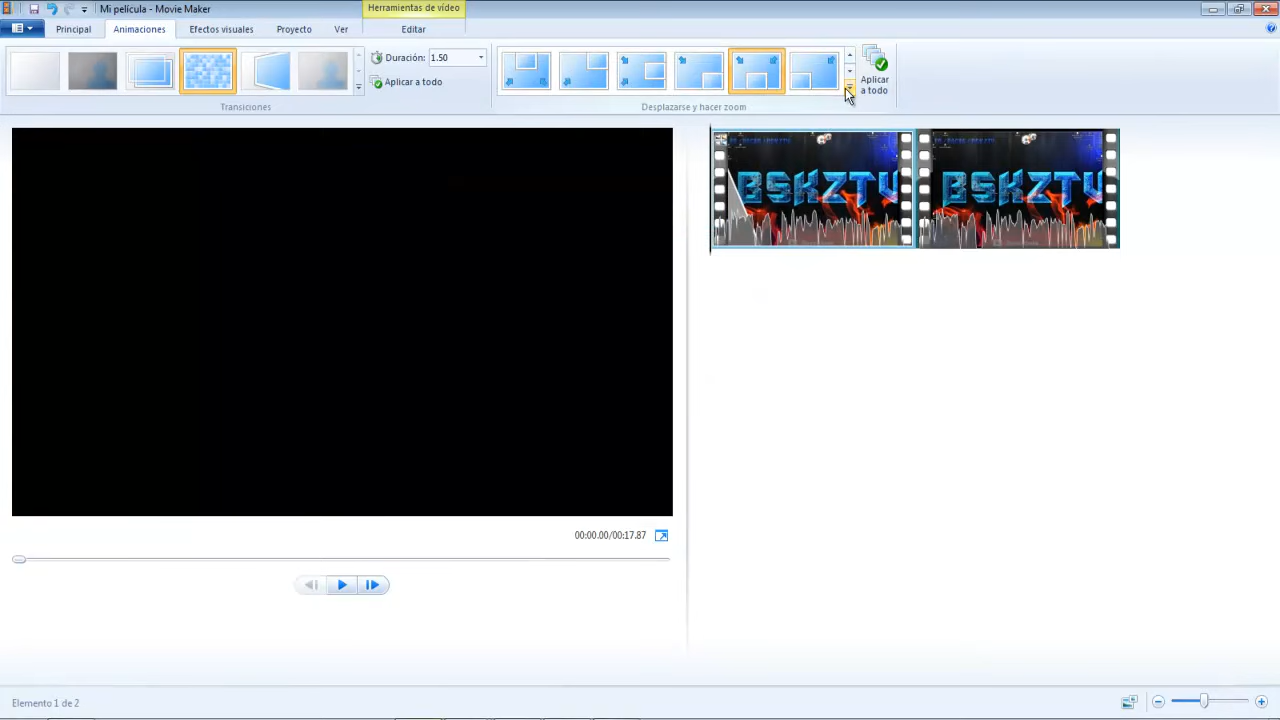 Mi película - Movie Maker
Herramientas de vídeo
Principal
Animaciones
Efectos visuales
Proyecto
Ver
Editar
Duración: 1.50
Aplicar a todo
Aplicar
a todo
Transiciones
Desplazarse y hacer zoom
BSKZTV
BSKZTV
00:00.00/00:17.87
Elemento 1 de 2